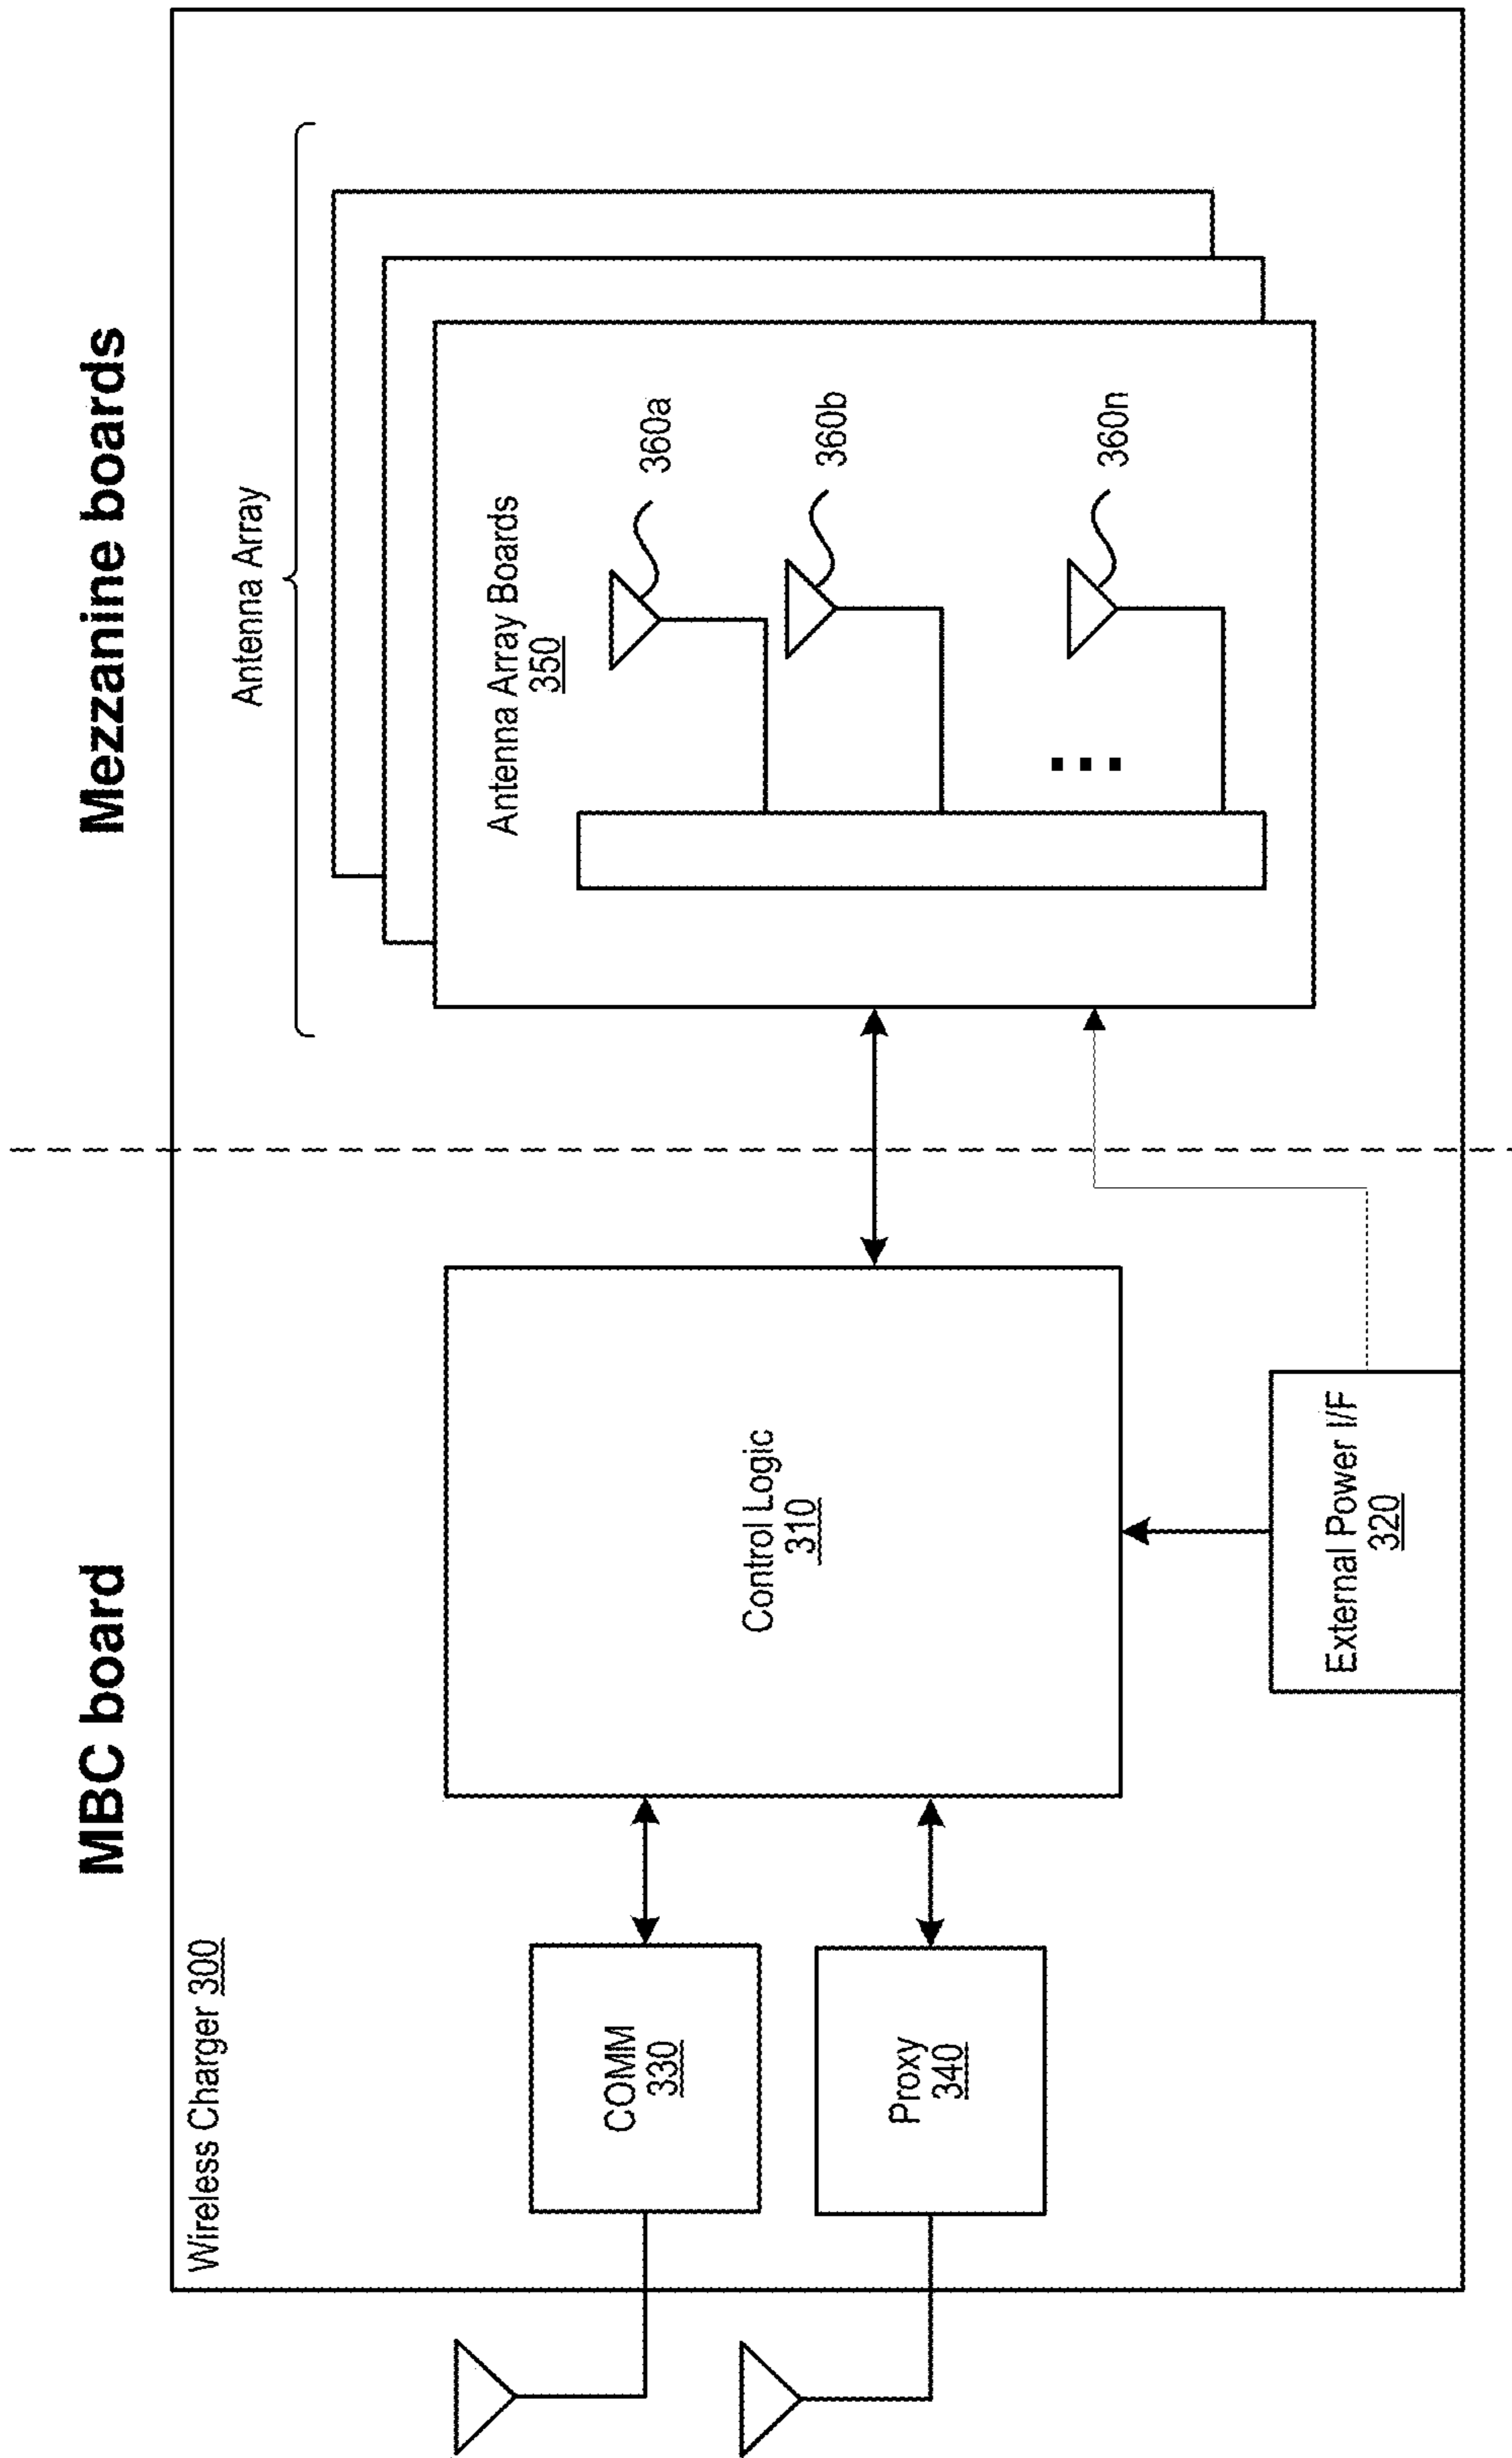 MBC board
Mezzanine boards
Wireless Charger 300
Antenna Array
COMM
330
Proxy
340
Control Logic
310
External Power I/F
320
Antenna Array Boards
350
360a
360b
360n